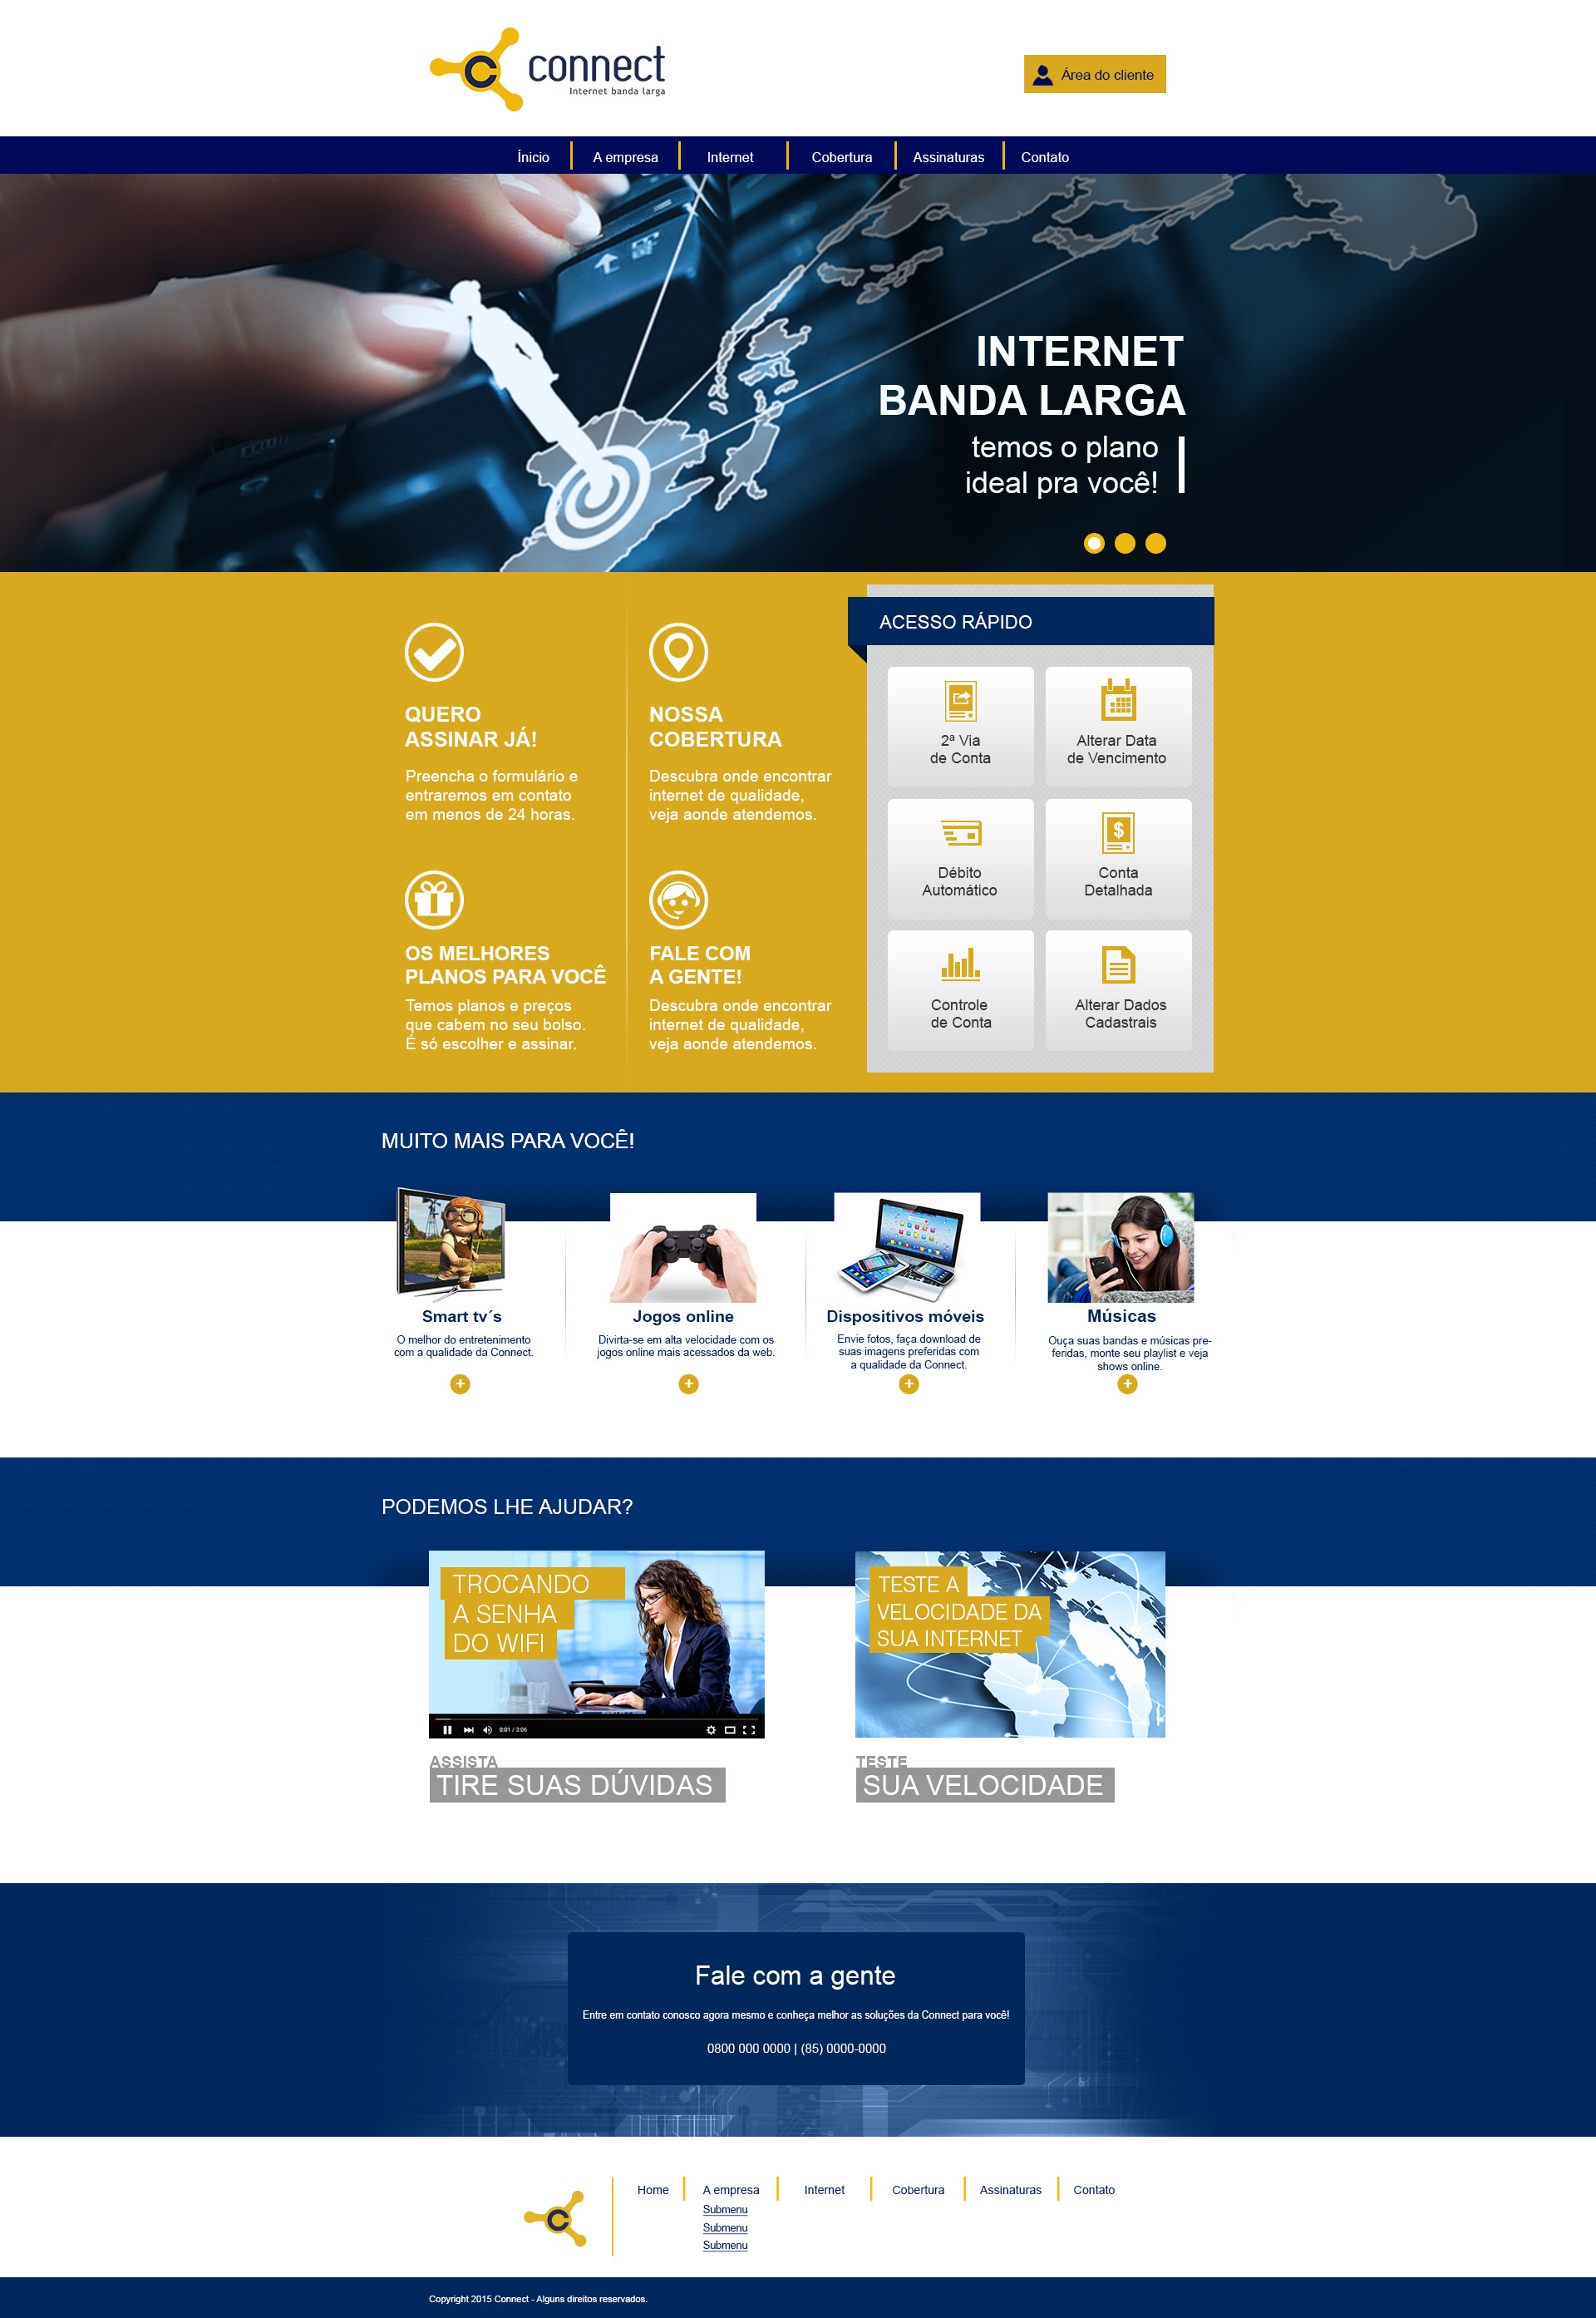 connect
Internet banda larga
Área do cliente
Ínicio
A empresa
Internet
Cobertura
Assinaturas
Contato
INTERNET
BANDA LARGA
temos o plano
ideal pra você!
QUERO
ASSINAR JÁ!
Preencha o formulário e
entraremos em contato
em menos de 24 horas.
NOSSA
COBERTURA
Descubra onde encontrar
internet de qualidade,
veja aonde atendemos.
OS MELHORES
PLANOS PARA VOCÊ
Temos planos e preços
que cabem no seu bolso.
É só escolher e assinar.
FALE COM
A GENTE!
Descubra onde encontrar
internet de qualidade,
veja aonde atendemos.
ACESSO RÁPIDO
2ª Via
de Conta
Alterar Data
de Vencimento
Débito
Automático
Conta
Detalhada
Controle
de Conta
Alterar Dados
Cadastrais
MUITO MAIS PARA VOCÊ!
Smart tv´s
O melhor do entretenimento
com a qualidade da Connect.
Jogos online
Divirta-se em alta velocidade com os
jogos online mais acessados da web.
Dispositivos móveis
Envie fotos, faça download de
suas imagens preferidas com
a qualidade da Connect.
Músicas
Ouça suas bandas e músicas pre-
feridas, monte seu playlist e veja
shows online.
PODEMOS LHE AJUDAR?
TROCANDO
A SENHA
DO WIFI
0:01 / 3:06
ASSISTA
TIRE SUAS DÚVIDAS
TESTE A
VELOCIDADE DA
SUA INTERNET
TESTE
SUA VELOCIDADE
Fale com a gente
Entre em contato conosco agora mesmo e conheça melhor as soluções da Connect para você!
0800 000 0000 | (85) 0000-0000
Home
A empresa
Submenu
Submenu
Submenu
Internet
Cobertura
Assinaturas
Contato
Copyright 2015 Connect - Alguns direitos reservados.